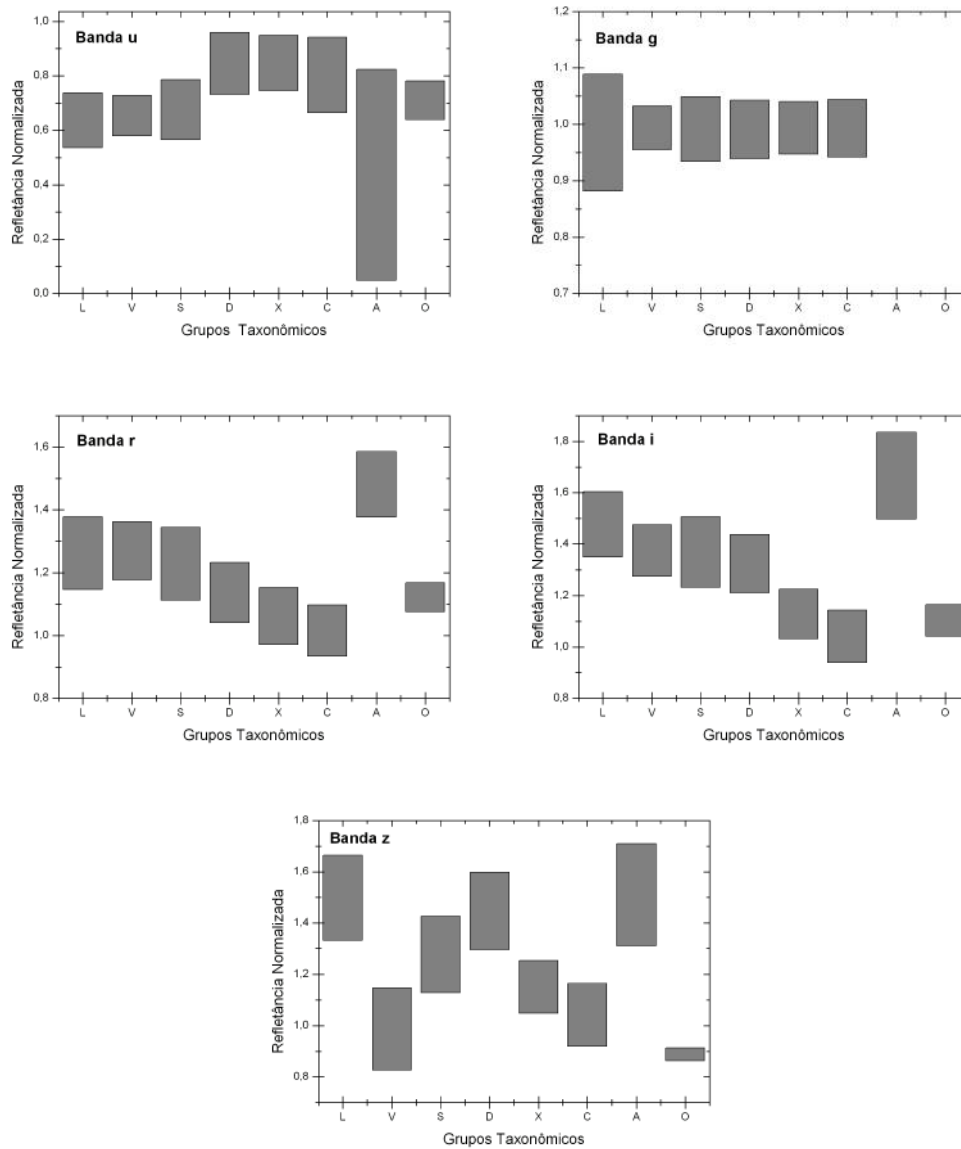 Banda u
Refletância Normalizada
1,0
0,8
0,6
0,4
0,2
0,0
L V S D X C A O
Grupos Taxonômicos
Banda g
Refletância Normalizada
1,2
1,1
1,0
0,9
0,8
0,7
L V S D X C A O
Grupos Taxonômicos
Banda r
Refletância Normalizada
1,6
1,4
1,2
1,0
0,8
L V S D X C A O
Grupos Taxonômicos
Banda i
Refletância Normalizada
1,8
1,6
1,4
1,2
1,0
0,8
L V S D X C A O
Grupos Taxonômicos
Banda z
Refletância Normalizada
1,8
1,6
1,4
1,2
1,0
0,8
L V S D X C A O
Grupos Taxonômicos